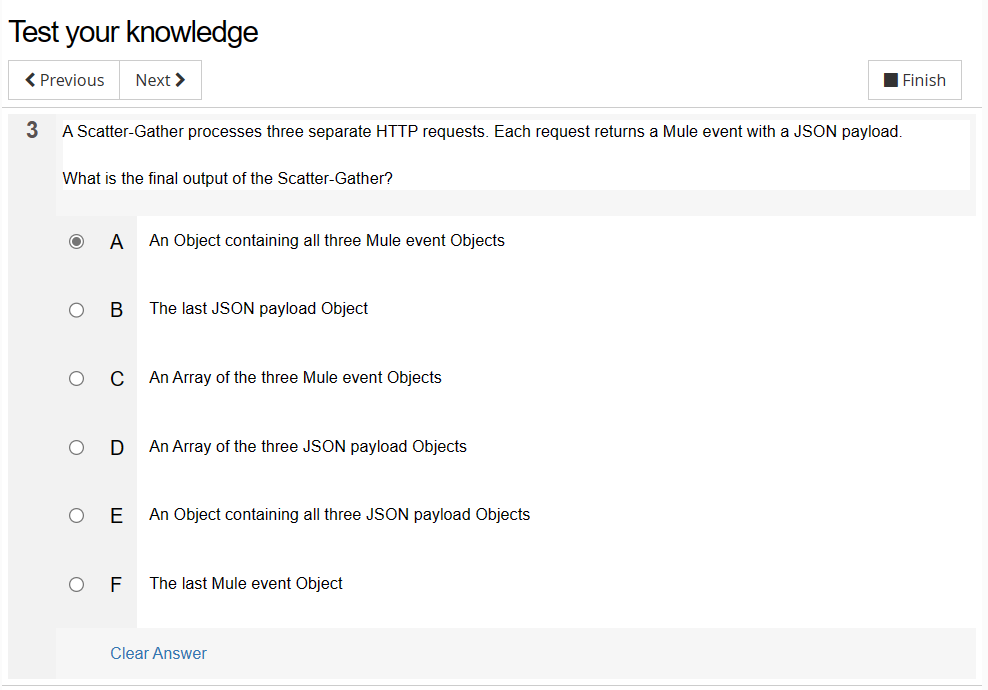 Test your knowledge
Previous
Next
Finish
3
A Scatter-Gather processes three separate HTTP requests. Each request returns a Mule event with a JSON payload.
What is the final output of the Scatter-Gather?
A An Object containing all three Mule event Objects
B The last JSON payload Object
C An Array of the three Mule event Objects
D An Array of the three JSON payload Objects
E An Object containing all three JSON payload Objects
F The last Mule event Object
Clear Answer